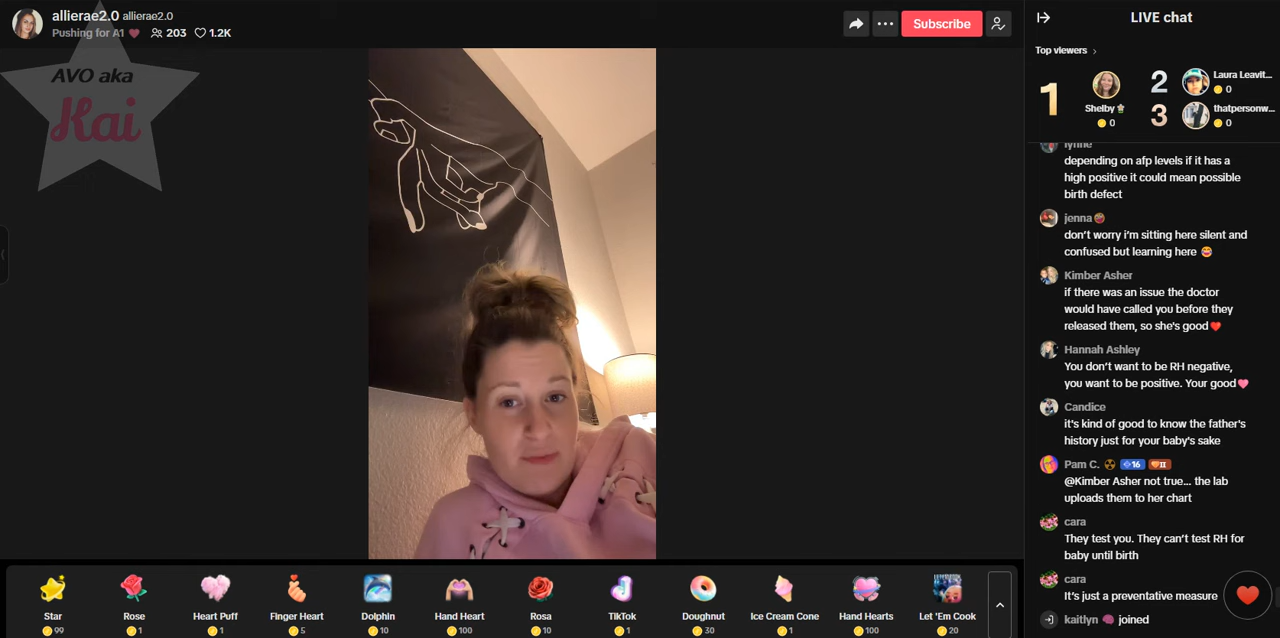 allierae2.0 allierae2.0
Pushing for A1 203 1.2K
Subscribe
AVO aka
Kai
LIVE chat
Top viewers
1 Shelby 0
2 Laura Leavit... 0
3 thatpersonw... 0
lynne
depending on afp levels if it has a
high positive it could mean possible
birth defect
jenna
don't worry i'm sitting here silent and
confused but learning here
Kimber Asher
if there was an issue the doctor
would have called you before they
released them, so she's good
Hannah Ashley
You don't want to be RH negative,
you want to be positive. Your good
Candice
it's kind of good to know the father's
history just for your baby's sake
Pam C. 16 II
@Kimber Asher not true... the lab
uploads them to her chart
cara
They test you. They can't test RH for
baby until birth
cara
It's just a preventative measure
kaitlyn joined
Star Rose Heart Puff Finger Heart Dolphin Hand Heart Rosa TikTok Doughnut Ice Cream Cone Hand Hearts Let 'Em Cook
99 1 1 5 10 100 10 1 30 1 100 20